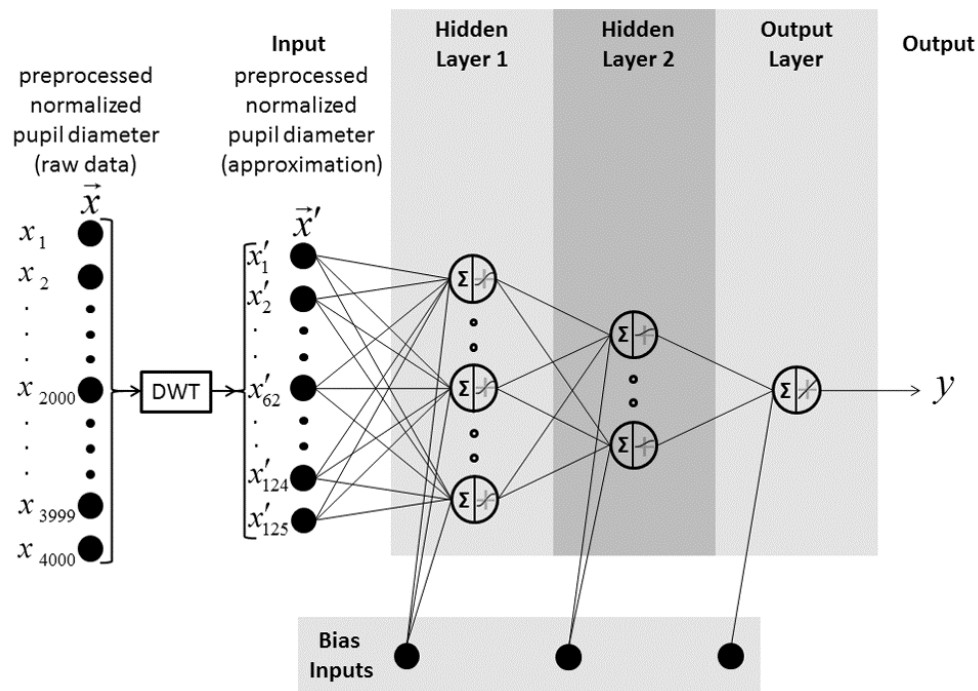 preprocessed
normalized
pupil diameter
(raw data)
x⃗
x₁
x₂
x₂₀₀₀
x₃₉₉₉
x₄₀₀₀
DWT
Input
preprocessed
normalized
pupil diameter
(approximation)
x⃗′
x′₁
x′₂
x′₆₂
x′₁₂₄
x′₁₂₅
Hidden
Layer 1
Σ
Σ
Σ
Hidden
Layer 2
Σ
Σ
Output
Layer
Σ
Output
y
Bias
Inputs